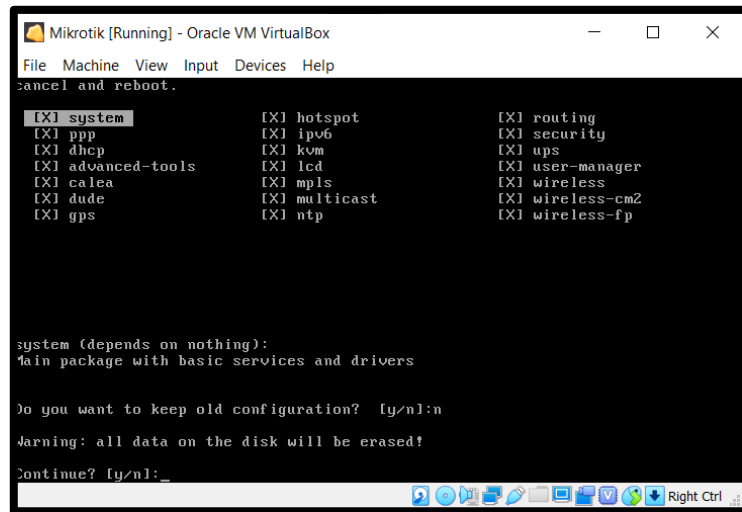 Mikrotik [Running] - Oracle VM VirtualBox
File Machine View Input Devices Help
cancel and reboot.
[X] system [X] hotspot [X] routing
[X] ppp [X] ipv6 [X] security
[X] dhcp [X] kvm [X] ups
[X] advanced-tools [X] lcd [X] user-manager
[X] calea [X] mpls [X] wireless
[X] dude [X] multicast [X] wireless-cm2
[X] gps [X] ntp [X] wireless-fp
system (depends on nothing):
Main package with basic services and drivers
Do you want to keep old configuration? [y/n]:n
Warning: all data on the disk will be erased!
Continue? [y/n]:_
Right Ctrl